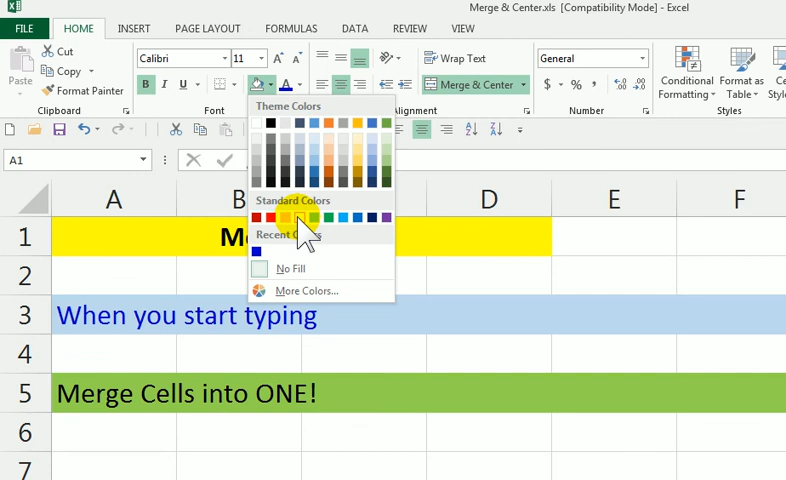 Merge & Center.xls [Compatibility Mode] - Excel
FILE HOME INSERT PAGE LAYOUT FORMULAS DATA REVIEW VIEW
Paste
Cut
Copy
Format Painter
Clipboard
Calibri 11 A A
B I U A
Font
Wrap Text
Merge & Center
Alignment
General
$ % ,
Number
Conditional Formatting
Format as Table
Styles
Theme Colors
Standard Colors
Recent
No Fill
More Colors...
A1
A B D E F
1
2
3 When you start typing
4
5 Merge Cells into ONE!
6
7